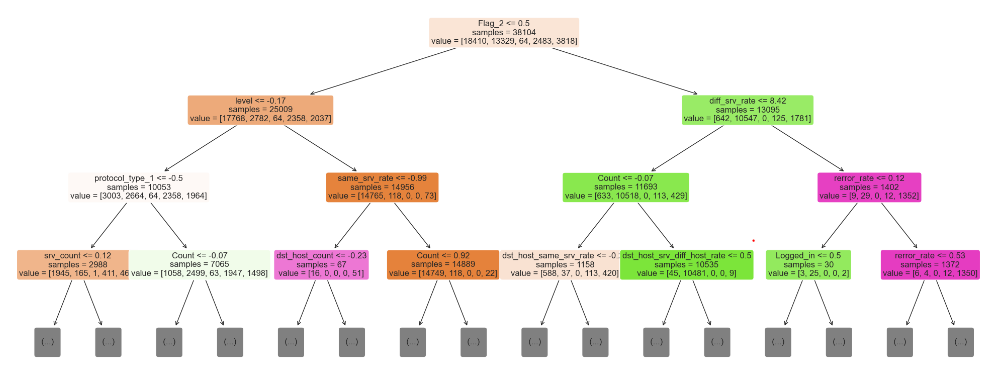 Flag_2 <= 0.5
samples = 38104
value = [18410, 13329, 64, 2483, 3818]
level <= -0.17
samples = 25009
value = [17768, 2782, 64, 2358, 2037]
diff_srv_rate <= 8.42
samples = 13095
value = [642, 10547, 0, 125, 1781]
protocol_type_1 <= -0.5
samples = 10053
value = [3003, 2664, 64, 2358, 1964]
same_srv_rate <= -0.99
samples = 14956
value = [14765, 118, 0, 0, 73]
Count <= -0.07
samples = 11693
value = [633, 10518, 0, 113, 429]
rerror_rate <= 0.12
samples = 1402
value = [9, 29, 0, 12, 1352]
srv_count <= 0.12
samples = 2988
value = [1945, 165, 1, 411, 46
Count <= -0.07
samples = 7065
value = [1058, 2499, 63, 1947, 1498]
dst_host_count <= -0.23
samples = 67
value = [16, 0, 0, 0, 51]
Count <= 0.92
samples = 14889
value = [14749, 118, 0, 0, 22]
dst_host_same_srv_rate <=
samples = 1158
value = [588, 37, 0, 113, 420]
dst_host_srv_diff_host_rate <= 0.5
samples = 10535
value = [45, 10481, 0, 0, 9]
Logged_in <= 0.5
samples = 30
value = [3, 25, 0, 0, 2]
rerror_rate <= 0.53
samples = 1372
value = [6, 4, 0, 12, 1350]
(...) (...) (...) (...) (...) (...) (...) (...) (...) (...) (...) (...) (...) (...) (...) (...)